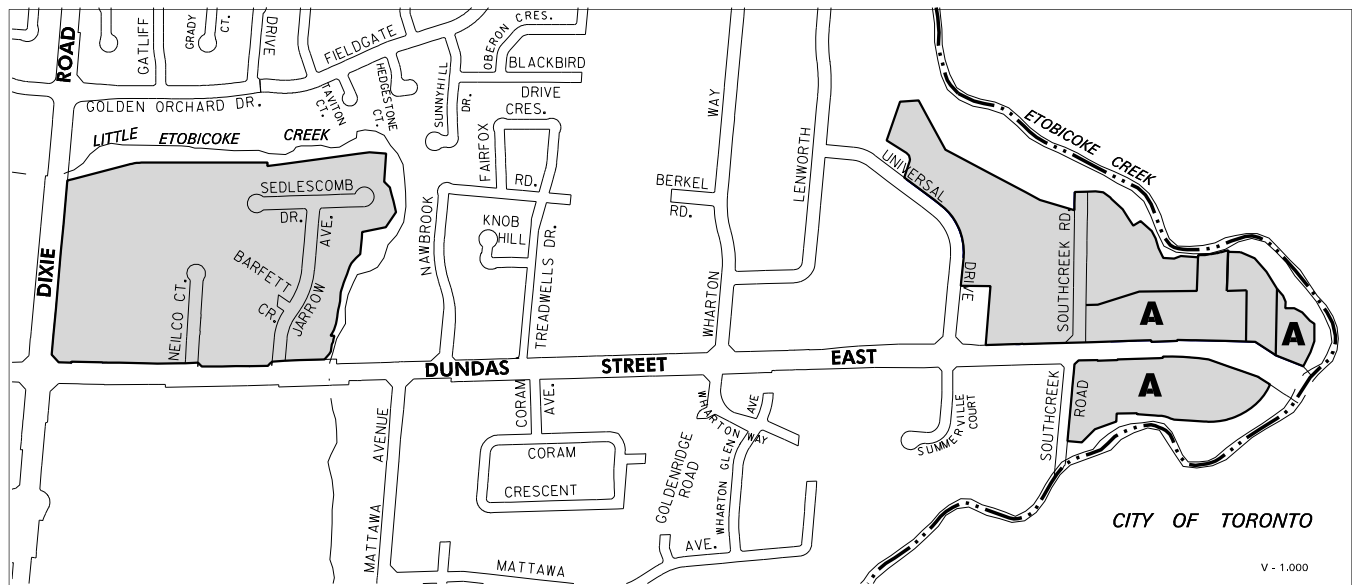 ROAD
GATLIFF
GRADY
CT.
DRIVE
FIELDGATE
OBERON CRES.
BLACKBIRD
DRIVE
GOLDEN ORCHARD DR.
TAVITON
CT.
HEDGESTONE
CT.
SUNNYHILL
DR.
CRES.
FAIRFOX
RD.
WAY
LENWORTH
LITTLE ETOBICOKE CREEK
ETOBICOKE CREEK
UNIVERSAL
DRIVE
SEDLESCOMB
DR.
AVE.
BARFETT
CR.
JARROW
NEILCO CT.
DIXIE
NAWBROOK
KNOB
HILL
TREADWELLS DR.
BERKEL
RD.
WHARTON
SOUTHCREEK RD.
A
A
A
DUNDAS STREET EAST
CORAM
AVE.
WHARTON WAY
AVE
SUMMERVILLE
COURT
SOUTHCREEK
ROAD
MATTAWA
AVENUE
CORAM
CRESCENT
GOLDENRIDGE
ROAD
WHARTON GLEN
AVE.
MATTAWA
CITY OF TORONTO
V - 1.000